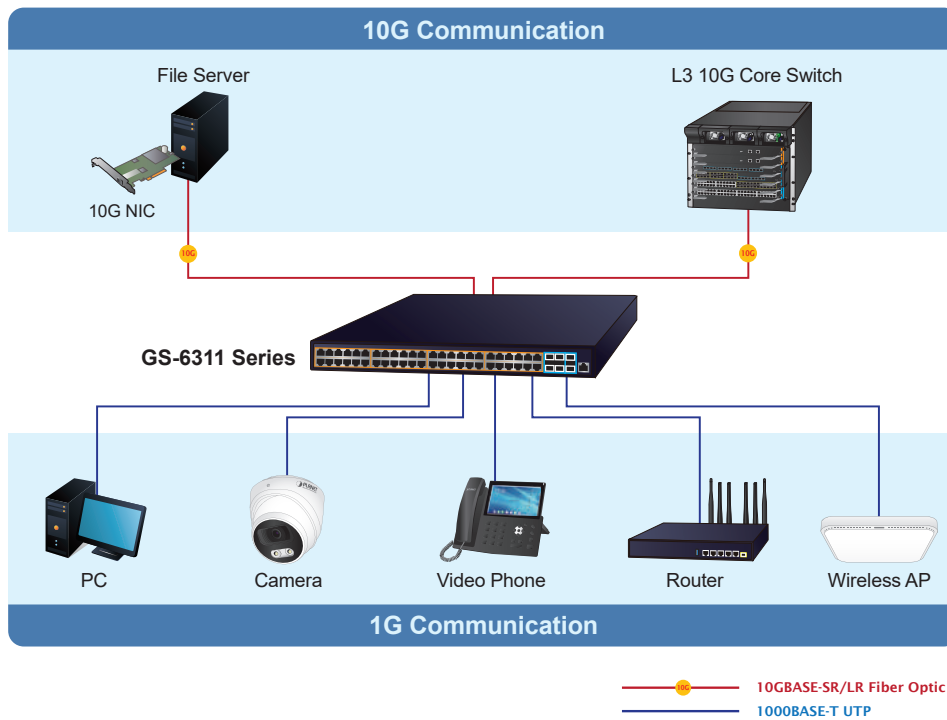 10G Communication
File Server
L3 10G Core Switch
10G NIC
10G
10G
GS-6311 Series
PLANET
PC
Camera
Video Phone
Router
Wireless AP
1G Communication
10G
10GBASE-SR/LR Fiber Optic
1000BASE-T UTP